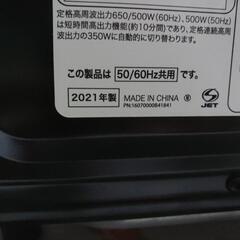 定格高周波出力650/500W(60Hz)、500W(50Hz)
は短時間高出力機能(約10分間)であり、定格連続高周
波出力の350Wに自動的に切り替わります。
この製品は 50/60Hz共用 です。
2021年製 MADE IN CHINA
PN:16070000B41841
JET